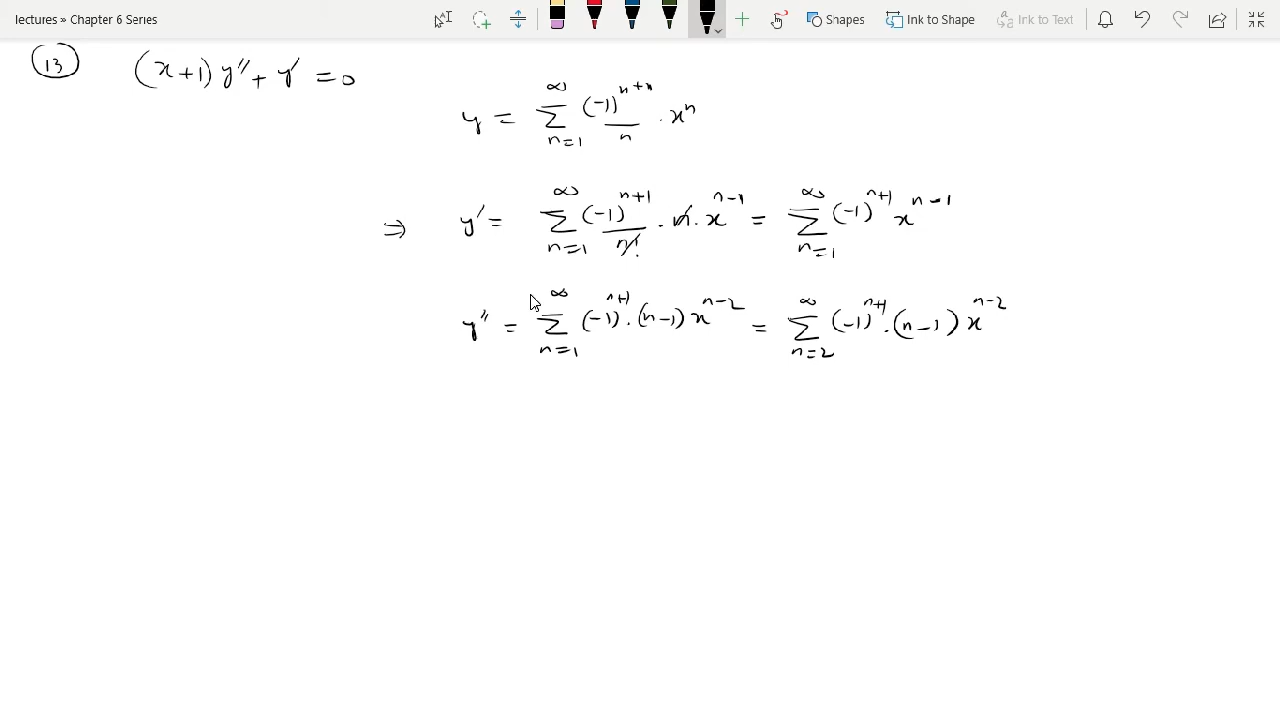 lectures » Chapter 6 Series
Shapes Ink to Shape Ink to Text
13 (x+1) y'' + y' = 0
y = ∑_{n=1}^{∞} (-1)^{n+n}/n · x^n
⇒ y' = ∑_{n=1}^{∞} (-1)^{n+1}/n! · n · x^{n-1} = ∑_{n=1}^{∞} (-1)^{n+1} x^{n-1}
y'' = ∑_{n=1}^{∞} (-1)^{n+1} · (n-1) x^{n-2} = ∑_{n=2}^{∞} (-1)^{n+1} · (n-1) x^{n-2}